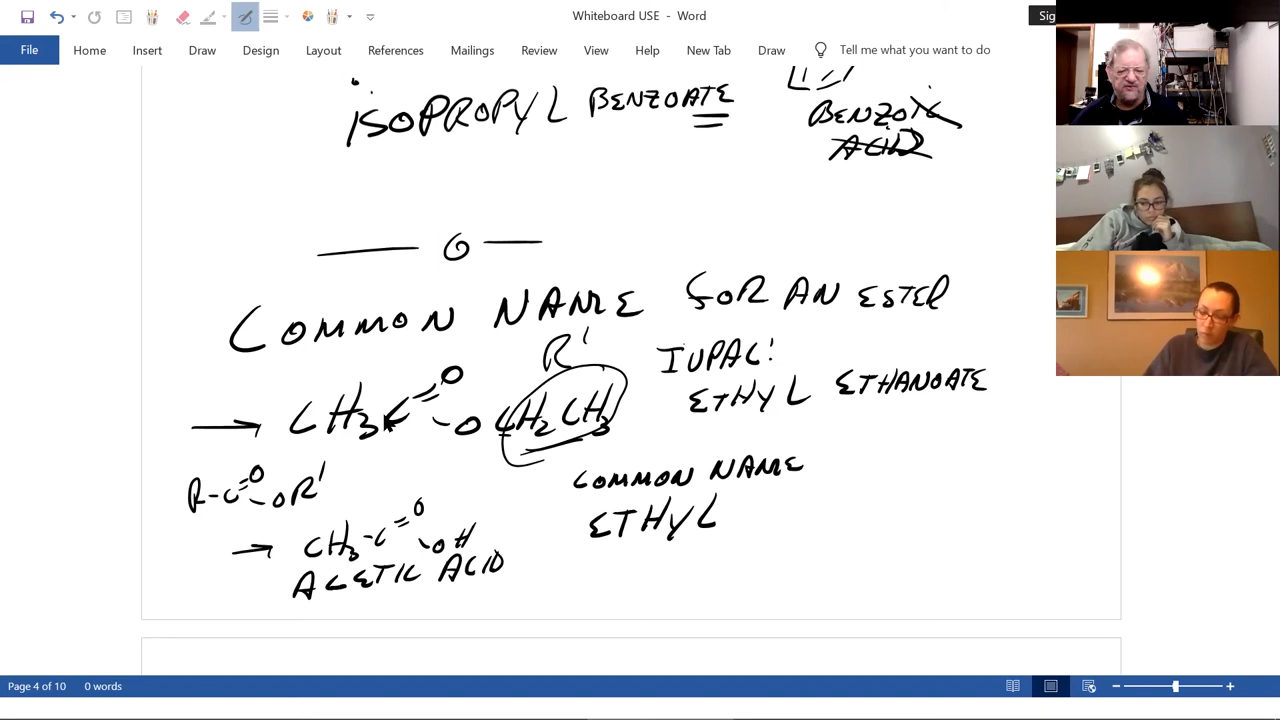 Whiteboard USE - Word
Sig
File Home Insert Draw Design Layout References Mailings Review View Help New Tab Draw Tell me what you want to do
iSOPROPYL BENZOATE
BENZOIC
ACID
COMMON NAME FOR AN ESTER
R'
IUPAC:
ETHYL ETHANOATE
CH3C=O
-OCH2CH3
R-C=O
-OR'
COMMON NAME
ETHYL
CH3-C=O
-OH
ACETIC ACID
Page 4 of 10 0 words